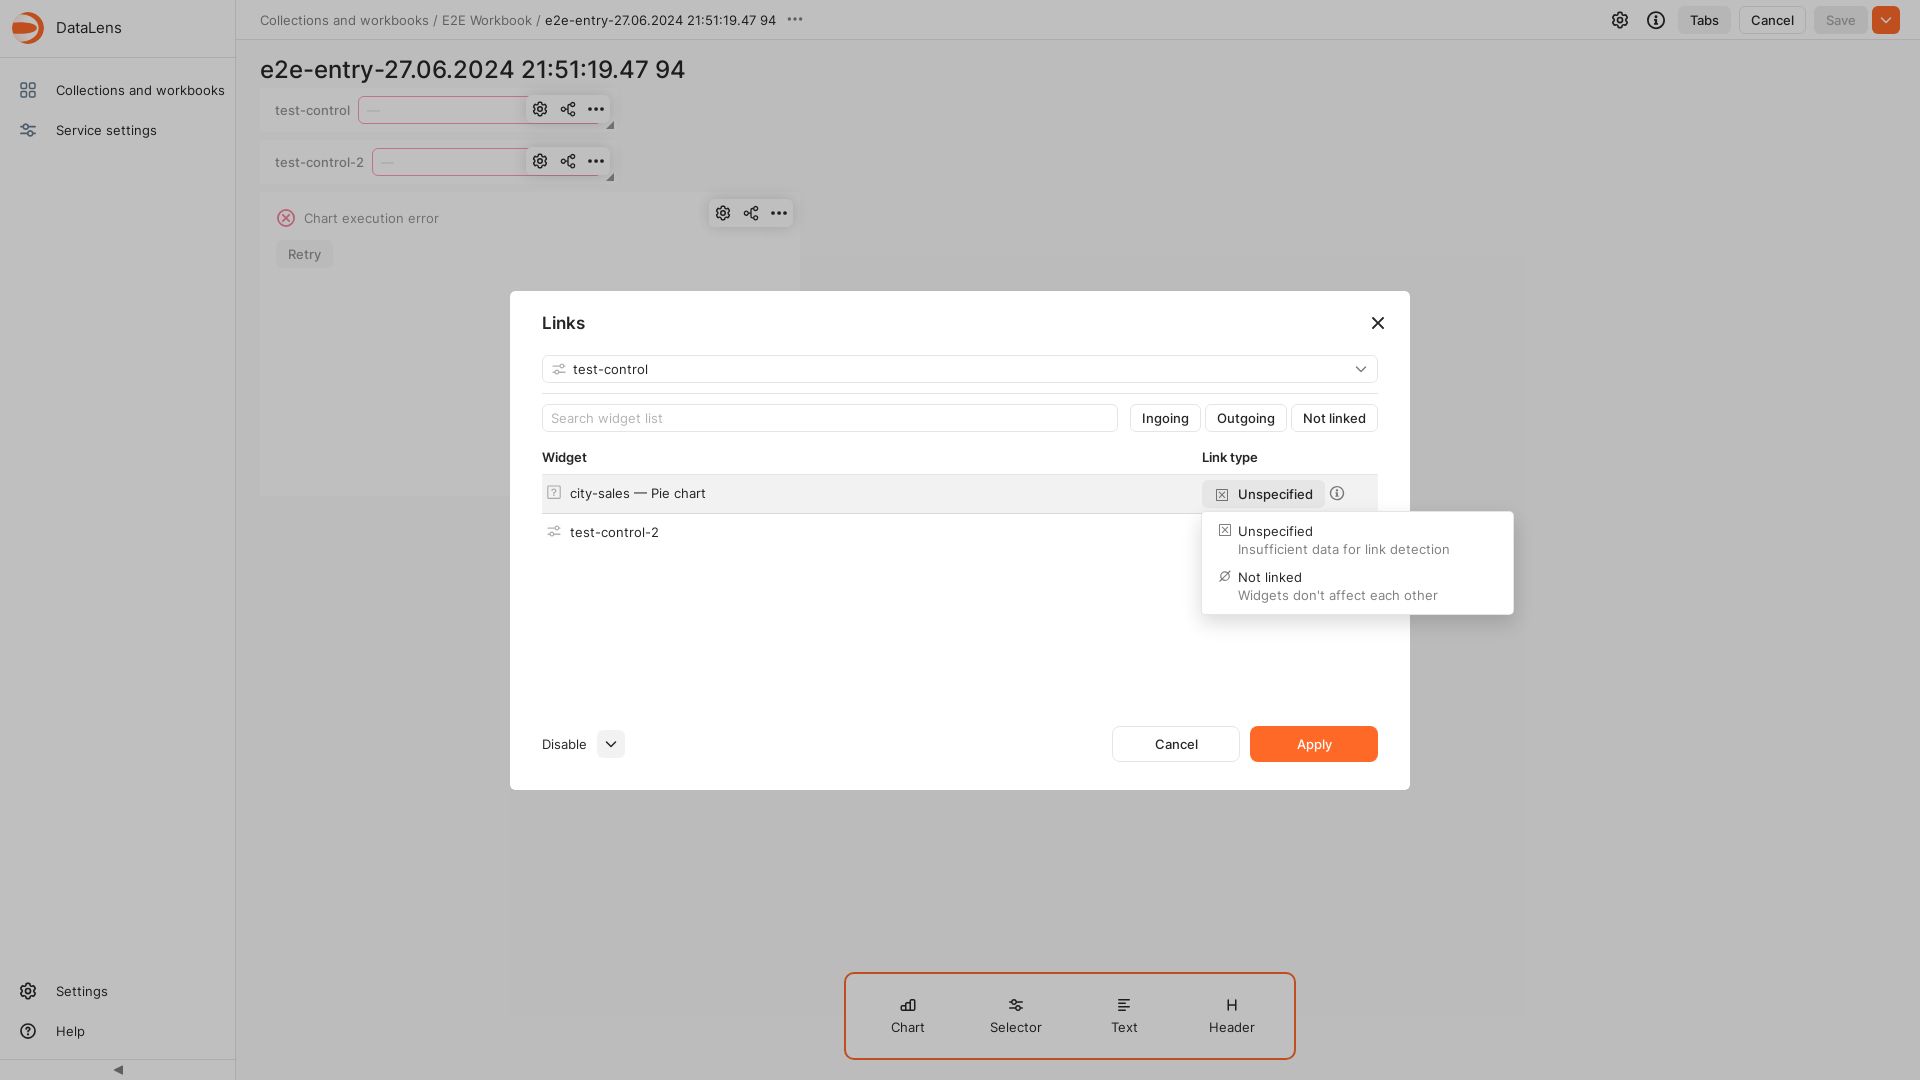 DataLens
Collections and workbooks / E2E Workbook / e2e-entry-27.06.2024 21:51:19.47 94
Tabs
Cancel
Save
Collections and workbooks
Service settings
e2e-entry-27.06.2024 21:51:19.47 94
test-control —
test-control-2 —
Chart execution error
Retry
Links
test-control
Search widget list
Ingoing
Outgoing
Not linked
Widget
Link type
city-sales — Pie chart
Unspecified
test-control-2
Unspecified
Insufficient data for link detection
Not linked
Widgets don't affect each other
Disable
Cancel
Apply
Chart
Selector
Text
Header
Settings
Help